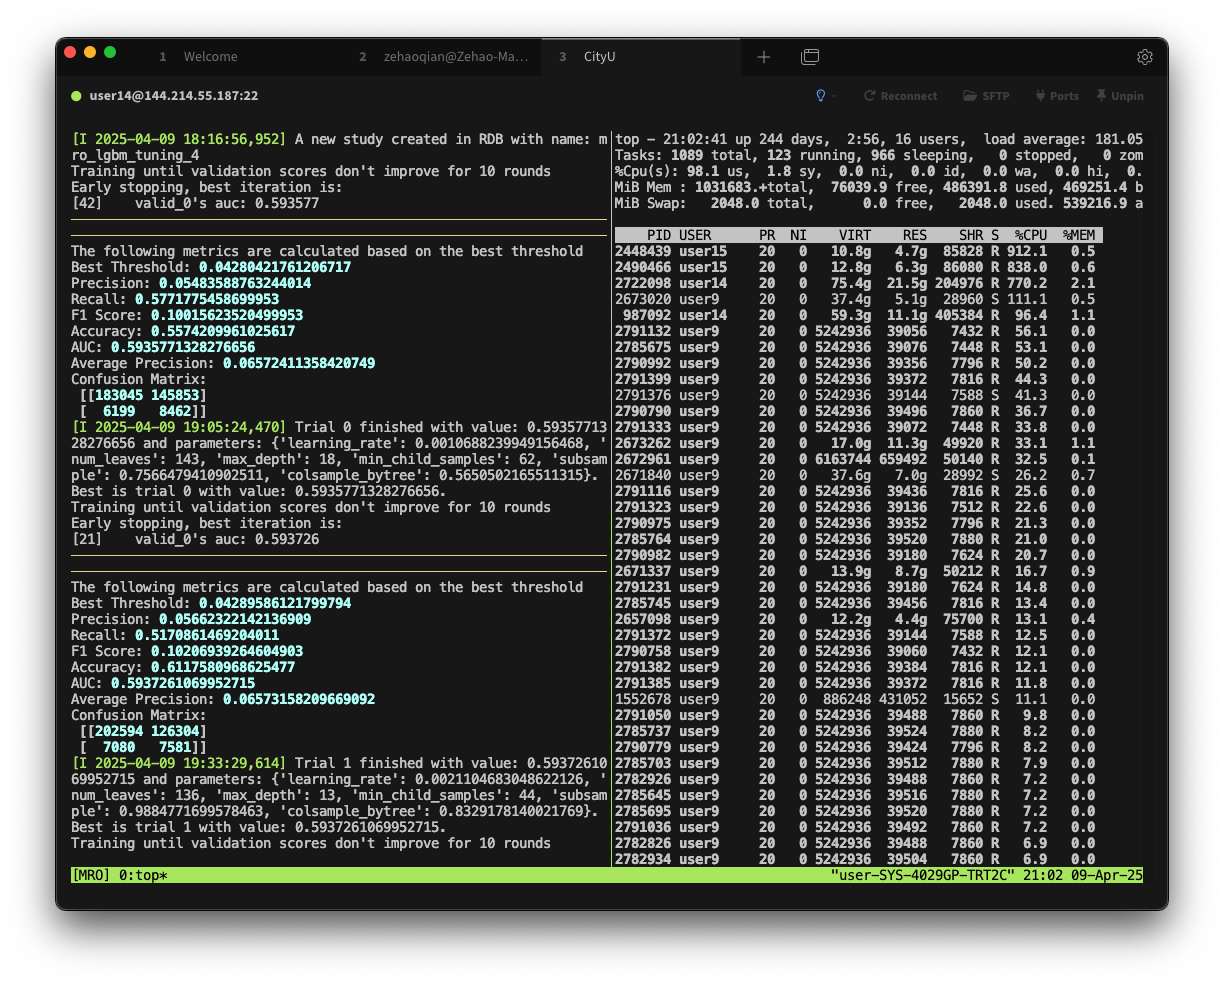 1 Welcome
2 zehaoqian@Zehao-Ma...
3 CityU
user14@144.214.55.187:22
Reconnect
SFTP
Ports
Unpin
[I 2025-04-09 18:16:56,952] A new study created in RDB with name: m
ro_lgbm_tuning_4
Training until validation scores don't improve for 10 rounds
Early stopping, best iteration is:
[42]    valid_0's auc: 0.593577
The following metrics are calculated based on the best threshold
Best Threshold: 0.04280421761206717
Precision: 0.05483588763244014
Recall: 0.5771775458699953
F1 Score: 0.10015623520499953
Accuracy: 0.5574209961025617
AUC: 0.5935771328276656
Average Precision: 0.06572411358420749
Confusion Matrix:
[[183045 145853]
[  6199   8462]]
[I 2025-04-09 19:05:24,470] Trial 0 finished with value: 0.59357713
28276656 and parameters: {'learning_rate': 0.0010688239949156468, '
num_leaves': 143, 'max_depth': 18, 'min_child_samples': 62, 'subsam
ple': 0.7566479410902511, 'colsample_bytree': 0.5650502165511315}.
Best is trial 0 with value: 0.5935771328276656.
Training until validation scores don't improve for 10 rounds
Early stopping, best iteration is:
[21]    valid_0's auc: 0.593726
The following metrics are calculated based on the best threshold
Best Threshold: 0.04289586121799794
Precision: 0.05662322142136909
Recall: 0.5170861469204011
F1 Score: 0.10206939264604903
Accuracy: 0.6117580968625477
AUC: 0.5937261069952715
Average Precision: 0.06573158209669092
Confusion Matrix:
[[202594 126304]
[  7080   7581]]
[I 2025-04-09 19:33:29,614] Trial 1 finished with value: 0.59372610
69952715 and parameters: {'learning_rate': 0.0021104683048622126, '
num_leaves': 136, 'max_depth': 13, 'min_child_samples': 44, 'subsam
ple': 0.9884771699578463, 'colsample_bytree': 0.8329178140021769}.
Best is trial 1 with value: 0.5937261069952715.
Training until validation scores don't improve for 10 rounds
top - 21:02:41 up 244 days,  2:56, 16 users,  load average: 181.05
Tasks: 1089 total, 123 running, 966 sleeping,   0 stopped,   0 zom
%Cpu(s): 98.1 us,  1.8 sy,  0.0 ni,  0.0 id,  0.0 wa,  0.0 hi,  0.
MiB Mem : 1031683.+total,  76039.9 free, 486391.8 used, 469251.4 b
MiB Swap:   2048.0 total,      0.0 free,   2048.0 used. 539216.9 a
PID USER      PR  NI    VIRT    RES    SHR S  %CPU  %MEM
2448439 user15    20   0   10.8g   4.7g  85828 R 912.1   0.5
2490466 user15    20   0   12.8g   6.3g  86080 R 838.0   0.6
2722098 user14    20   0   75.4g  21.5g 204976 R 770.2   2.1
2673020 user9     20   0   37.4g   5.1g  28960 S 111.1   0.5
987092 user14    20   0   59.3g  11.1g 405384 R  96.4   1.1
2791132 user9     20   0 5242936  39056   7432 R  56.1   0.0
2785675 user9     20   0 5242936  39076   7448 R  53.1   0.0
2790992 user9     20   0 5242936  39356   7796 R  50.2   0.0
2791399 user9     20   0 5242936  39372   7816 R  44.3   0.0
2791376 user9     20   0 5242936  39144   7588 S  41.3   0.0
2790790 user9     20   0 5242936  39496   7860 R  36.7   0.0
2791333 user9     20   0 5242936  39072   7448 R  33.8   0.0
2673262 user9     20   0   17.0g  11.3g  49920 R  33.1   1.1
2672961 user9     20   0 6163744 659492  50140 R  32.5   0.1
2671840 user9     20   0   37.6g   7.0g  28992 S  26.2   0.7
2791116 user9     20   0 5242936  39436   7816 R  25.6   0.0
2791323 user9     20   0 5242936  39136   7512 R  22.6   0.0
2790975 user9     20   0 5242936  39352   7796 R  21.3   0.0
2785764 user9     20   0 5242936  39520   7880 R  21.0   0.0
2790982 user9     20   0 5242936  39180   7624 R  20.7   0.0
2671337 user9     20   0   13.9g   8.7g  50212 R  16.7   0.9
2791231 user9     20   0 5242936  39180   7624 R  14.8   0.0
2785745 user9     20   0 5242936  39456   7816 R  13.4   0.0
2657098 user9     20   0   12.2g   4.4g  75700 R  13.1   0.4
2791372 user9     20   0 5242936  39144   7588 R  12.5   0.0
2790758 user9     20   0 5242936  39060   7432 R  12.1   0.0
2791382 user9     20   0 5242936  39384   7816 R  12.1   0.0
2791385 user9     20   0 5242936  39372   7816 R  11.8   0.0
1552678 user9     20   0  886248 431052  15652 S  11.1   0.0
2791050 user9     20   0 5242936  39488   7860 R   9.8   0.0
2785737 user9     20   0 5242936  39524   7880 R   8.2   0.0
2790779 user9     20   0 5242936  39424   7796 R   8.2   0.0
2785703 user9     20   0 5242936  39512   7880 R   7.9   0.0
2782926 user9     20   0 5242936  39488   7860 R   7.2   0.0
2785645 user9     20   0 5242936  39516   7880 R   7.2   0.0
2785695 user9     20   0 5242936  39520   7880 R   7.2   0.0
2791036 user9     20   0 5242936  39492   7860 R   7.2   0.0
2782826 user9     20   0 5242936  39488   7860 R   6.9   0.0
2782934 user9     20   0 5242936  39504   7860 R   6.9   0.0
[MRO] 0:top*
"user-SYS-4029GP-TRT2C" 21:02 09-Apr-25